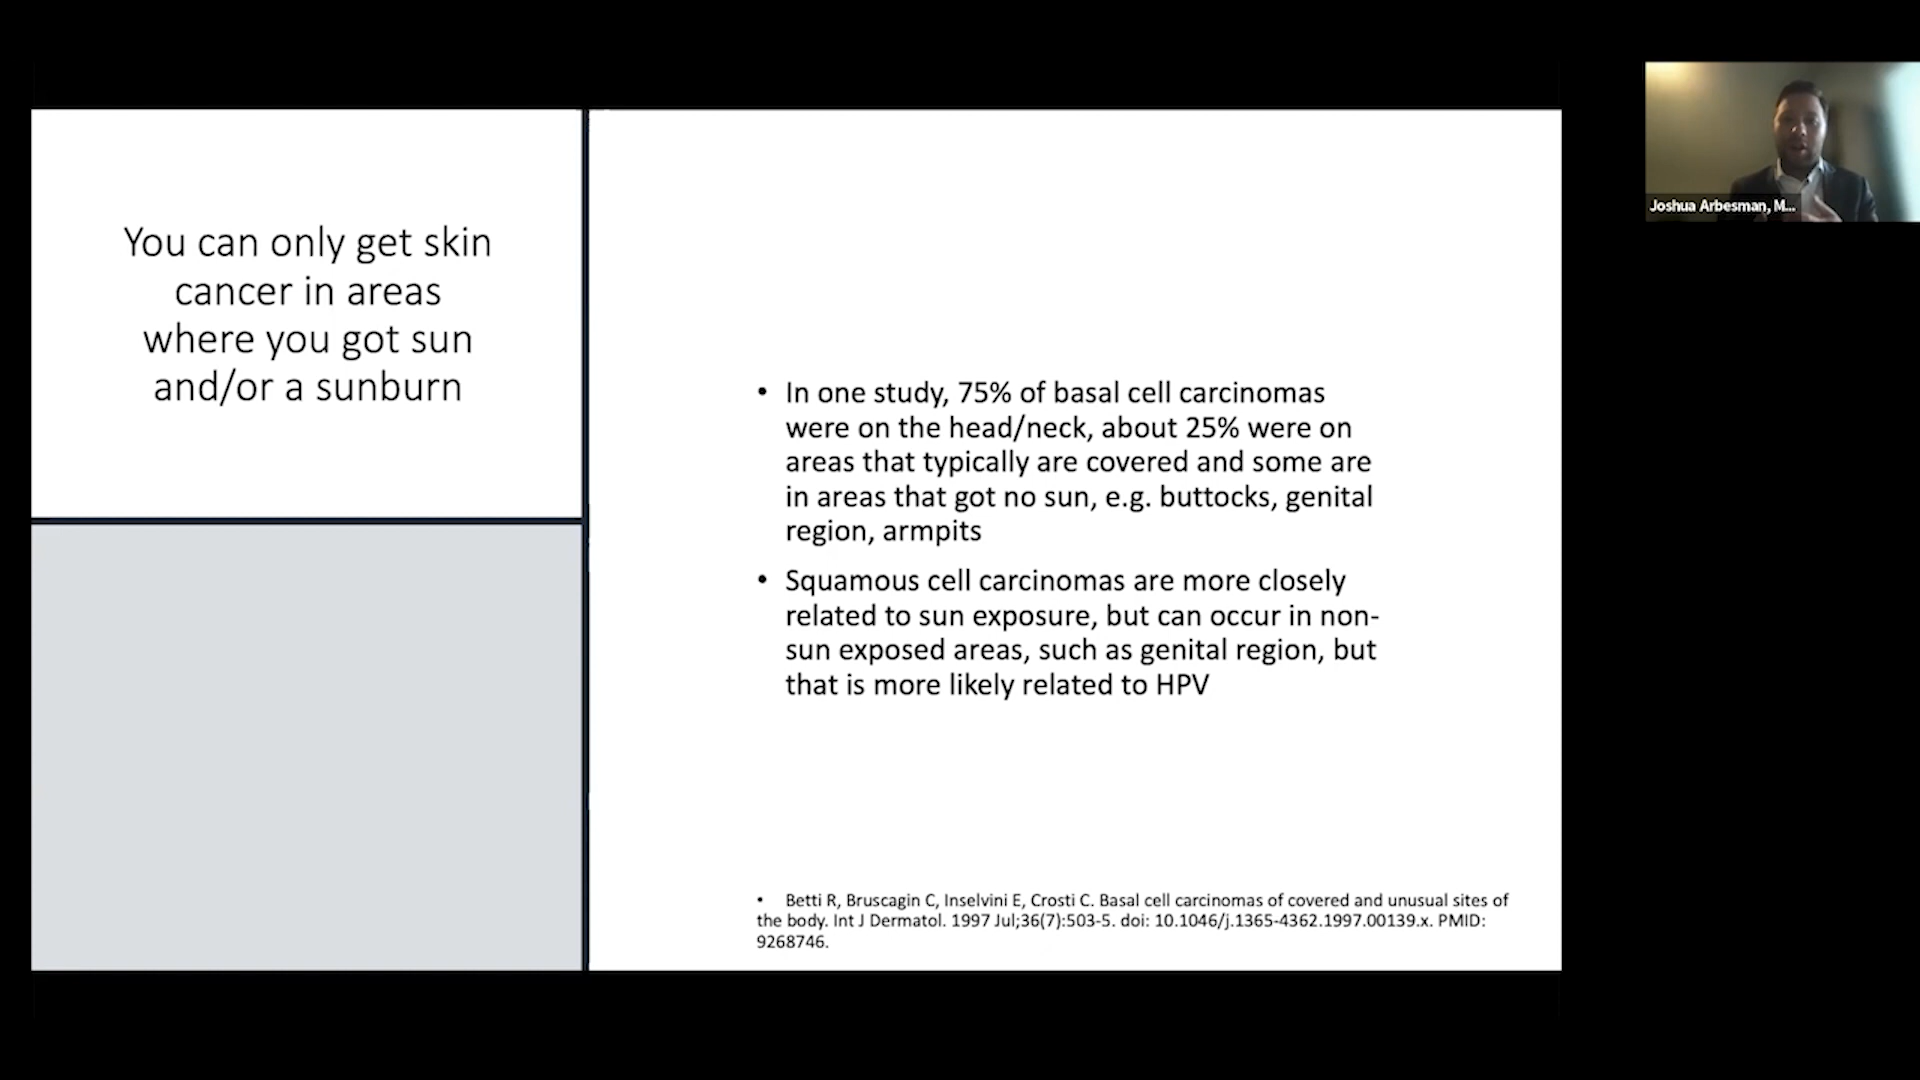 You can only get skin
cancer in areas
where you got sun
and/or a sunburn
• In one study, 75% of basal cell carcinomas
were on the head/neck, about 25% were on
areas that typically are covered and some are
in areas that got no sun, e.g. buttocks, genital
region, armpits
• Squamous cell carcinomas are more closely
related to sun exposure, but can occur in non-
sun exposed areas, such as genital region, but
that is more likely related to HPV
• Betti R, Bruscagin C, Inselvini E, Crosti C. Basal cell carcinomas of covered and unusual sites of
the body. Int J Dermatol. 1997 Jul;36(7):503-5. doi: 10.1046/j.1365-4362.1997.00139.x. PMID:
9268746.
Joshua Arbesman, M...